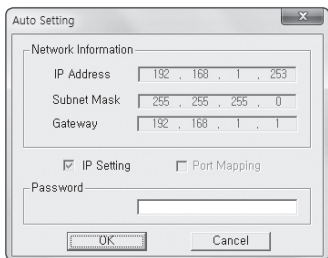 Auto Setting
Network Information
IP Address 192 . 168 . 1 . 253
Subnet Mask 255 . 255 . 255 . 0
Gateway 192 . 168 . 1 . 1
IP Setting Port Mapping
Password
OK Cancel